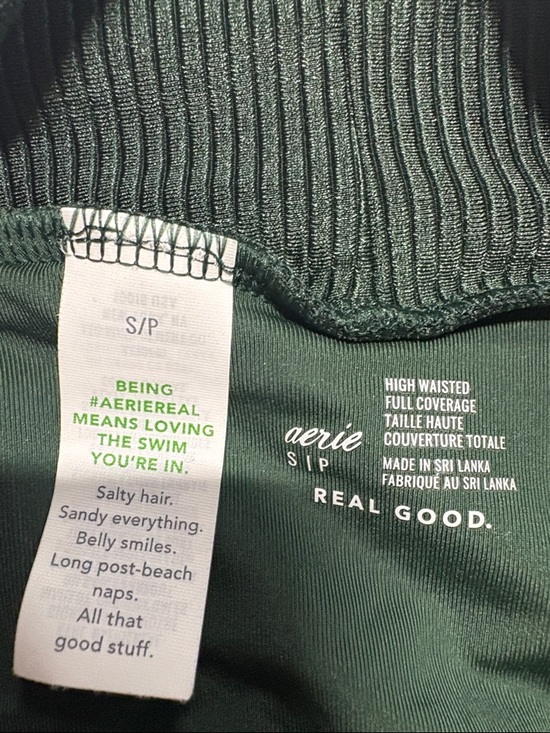 S/P
BEING
#AERIEREAL
MEANS LOVING
THE SWIM
YOU'RE IN.
Salty hair.
Sandy everything.
Belly smiles.
Long post-beach
naps.
All that
good stuff.
aerie
S|P
HIGH WAISTED
FULL COVERAGE
TAILLE HAUTE
COUVERTURE TOTALE
MADE IN SRI LANKA
FABRIQUÉ AU SRI LANKA
REAL GOOD.